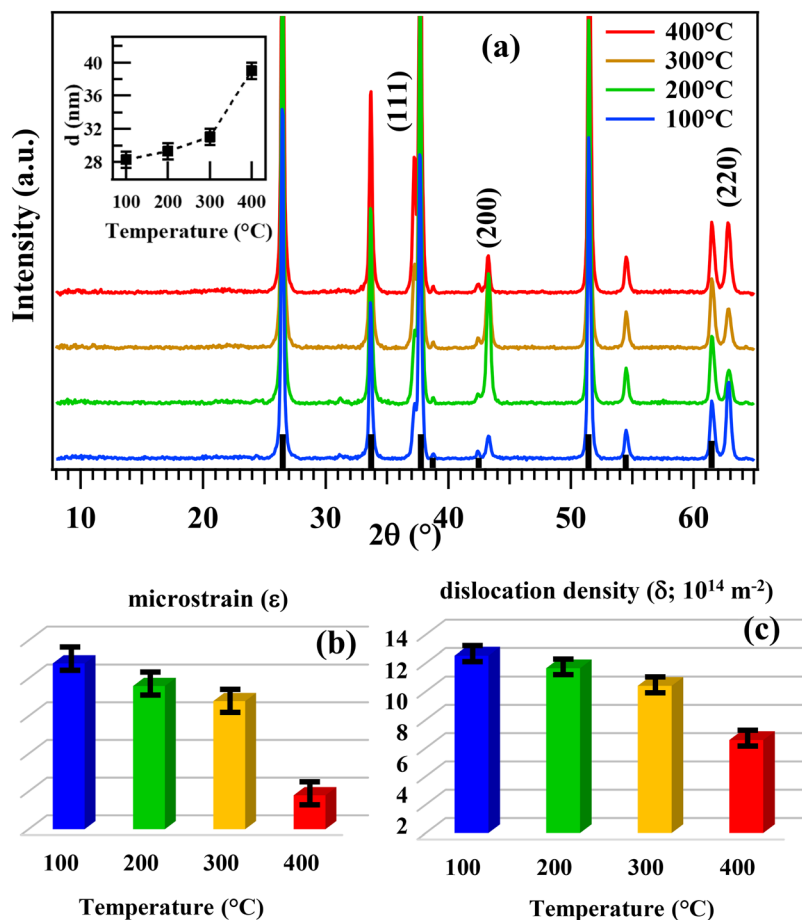 (a)
400°C
300°C
200°C
100°C
40
36
32
28
d (nm)
100 200 300 400
Temperature (°C)
(111)
(200)
(220)
Intensity (a.u.)
10 20 30 40 50 60
2θ (°)
microstrain (ε)
(b)
100 200 300 400
Temperature (°C)
dislocation density (δ; 10¹⁴ m⁻²)
(c)
14
12
10
8
6
4
2
100 200 300 400
Temperature (°C)